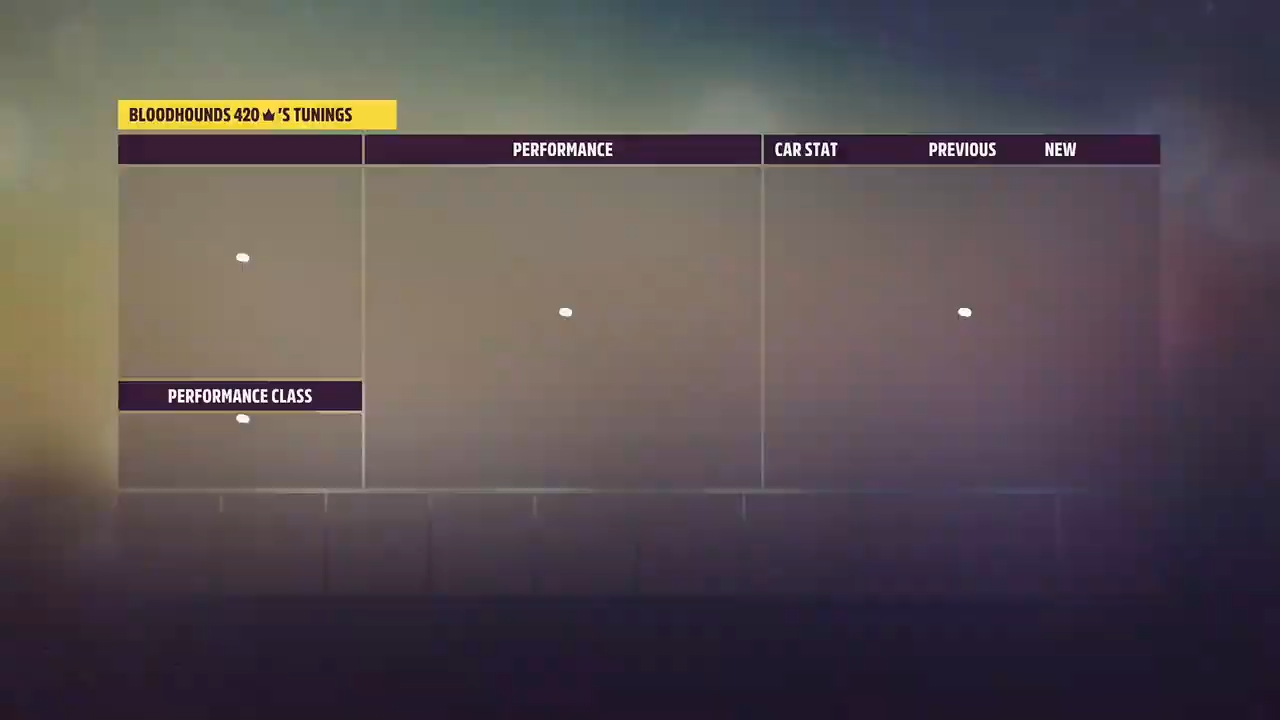 BLOODHOUNDS 420 'S TUNINGS
PERFORMANCE
CAR STAT PREVIOUS NEW
PERFORMANCE CLASS